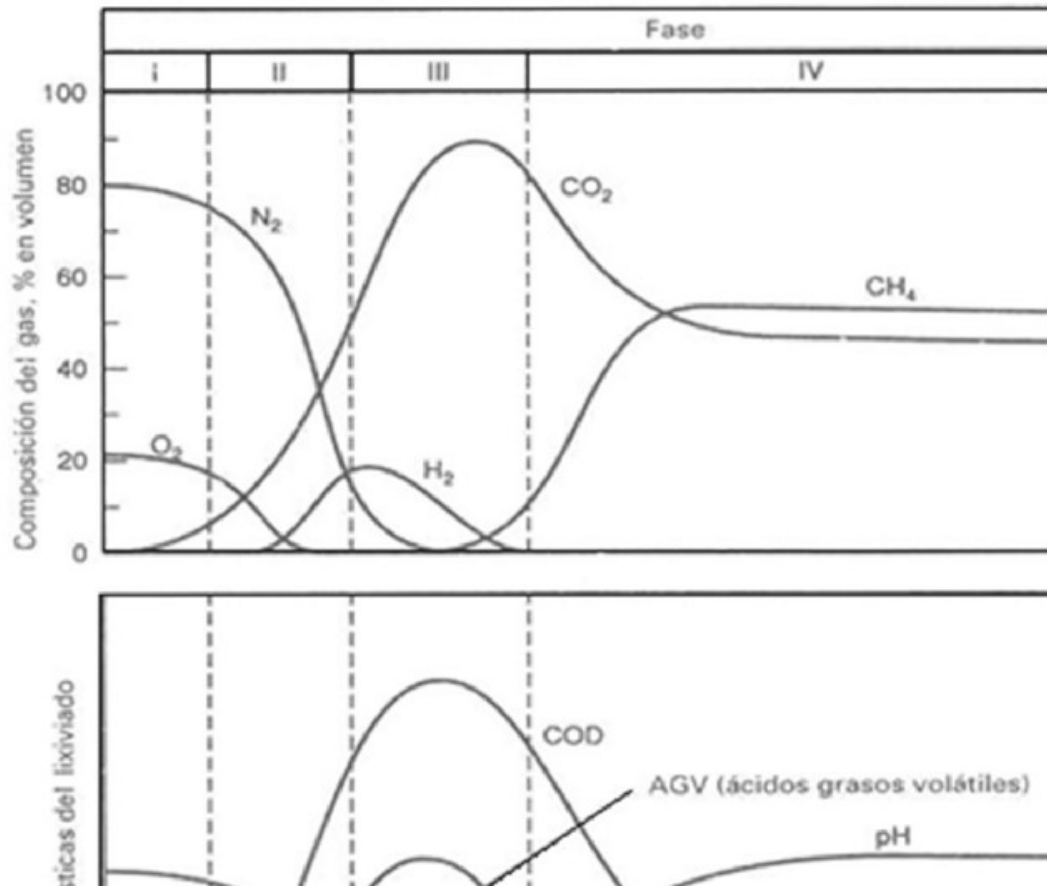 Fase
I II III IV
Composición del gas, % en volumen
100
80
60
40
20
0
N₂
O₂
H₂
CO₂
CH₄
sticas del lixiviado
COD
AGV (ácidos grasos volátiles)
pH